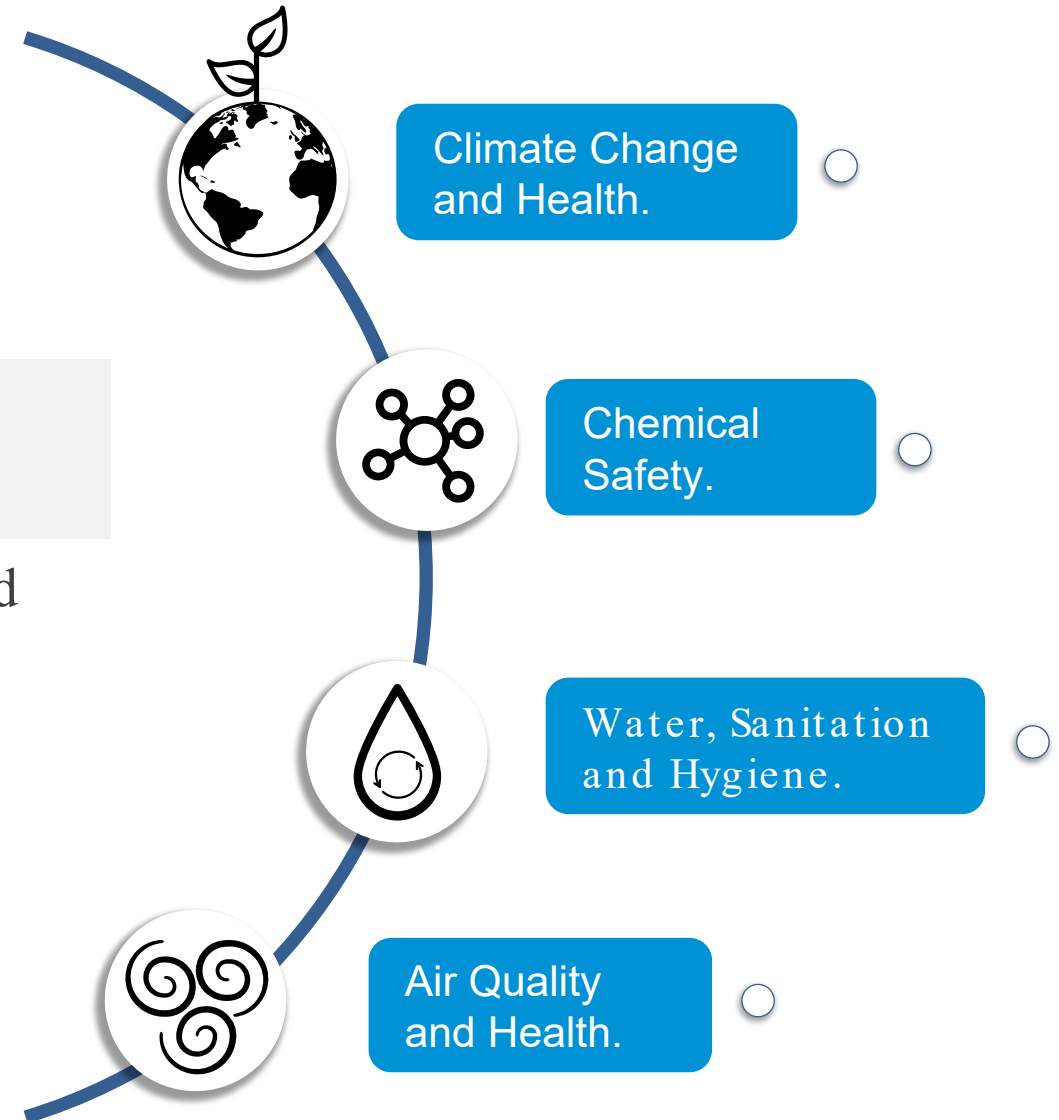 Climate Change
and Health.
Chemical
Safety.
d
Water, Sanitation
and Hygiene.
Air Quality
and Health.